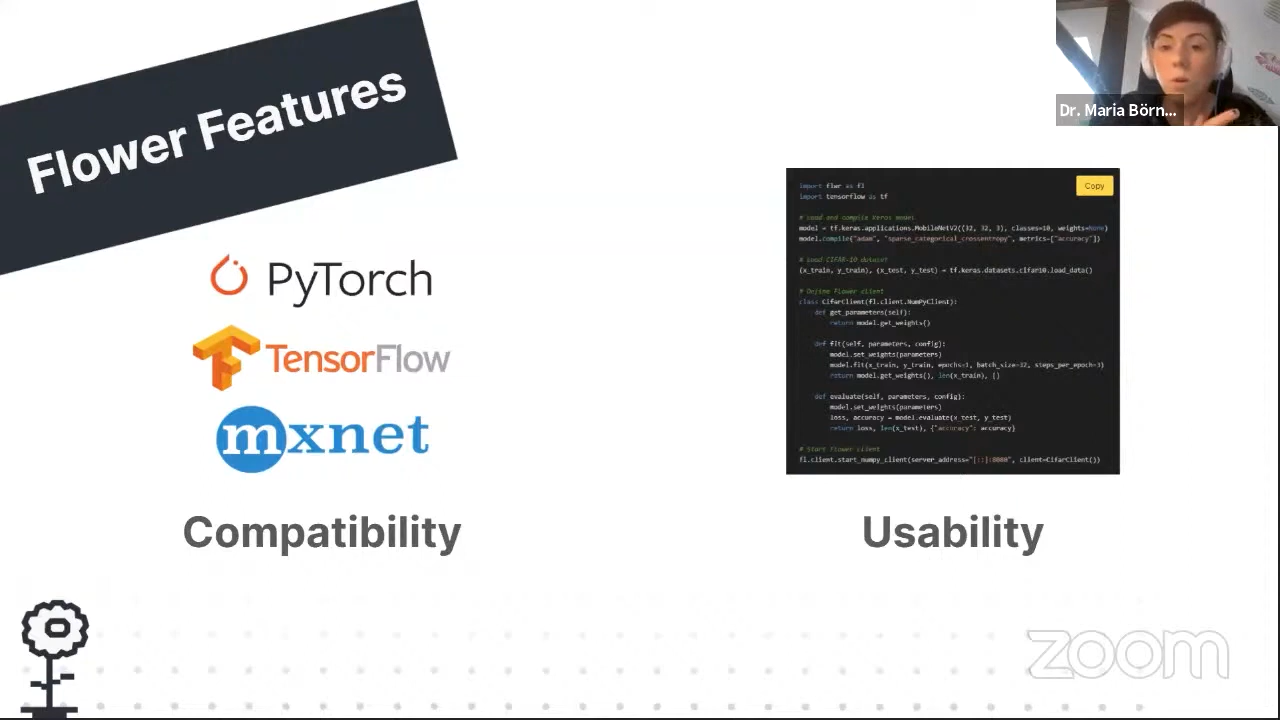 Flower Features
Dr. Maria Börn...
PyTorch
TensorFlow
mxnet
Compatibility
Copy
import flwr as fl
import tensorflow as tf
# Load and compile Keras model
model = tf.keras.applications.MobileNetV2((32, 32, 3), classes=10, weights=None)
model.compile("adam", "sparse_categorical_crossentropy", metrics=["accuracy"])
# Load CIFAR-10 dataset
(x_train, y_train), (x_test, y_test) = tf.keras.datasets.cifar10.load_data()
# Define Flower client
class CifarClient(fl.client.NumPyClient):
def get_parameters(self):
return model.get_weights()
def fit(self, parameters, config):
model.set_weights(parameters)
model.fit(x_train, y_train, epochs=1, batch_size=32, steps_per_epoch=3)
return model.get_weights(), len(x_train), {}
def evaluate(self, parameters, config):
model.set_weights(parameters)
loss, accuracy = model.evaluate(x_test, y_test)
return loss, len(x_test), {"accuracy": accuracy}
# Start Flower client
fl.client.start_numpy_client(server_address="[::]:8080", client=CifarClient())
Usability
zoom